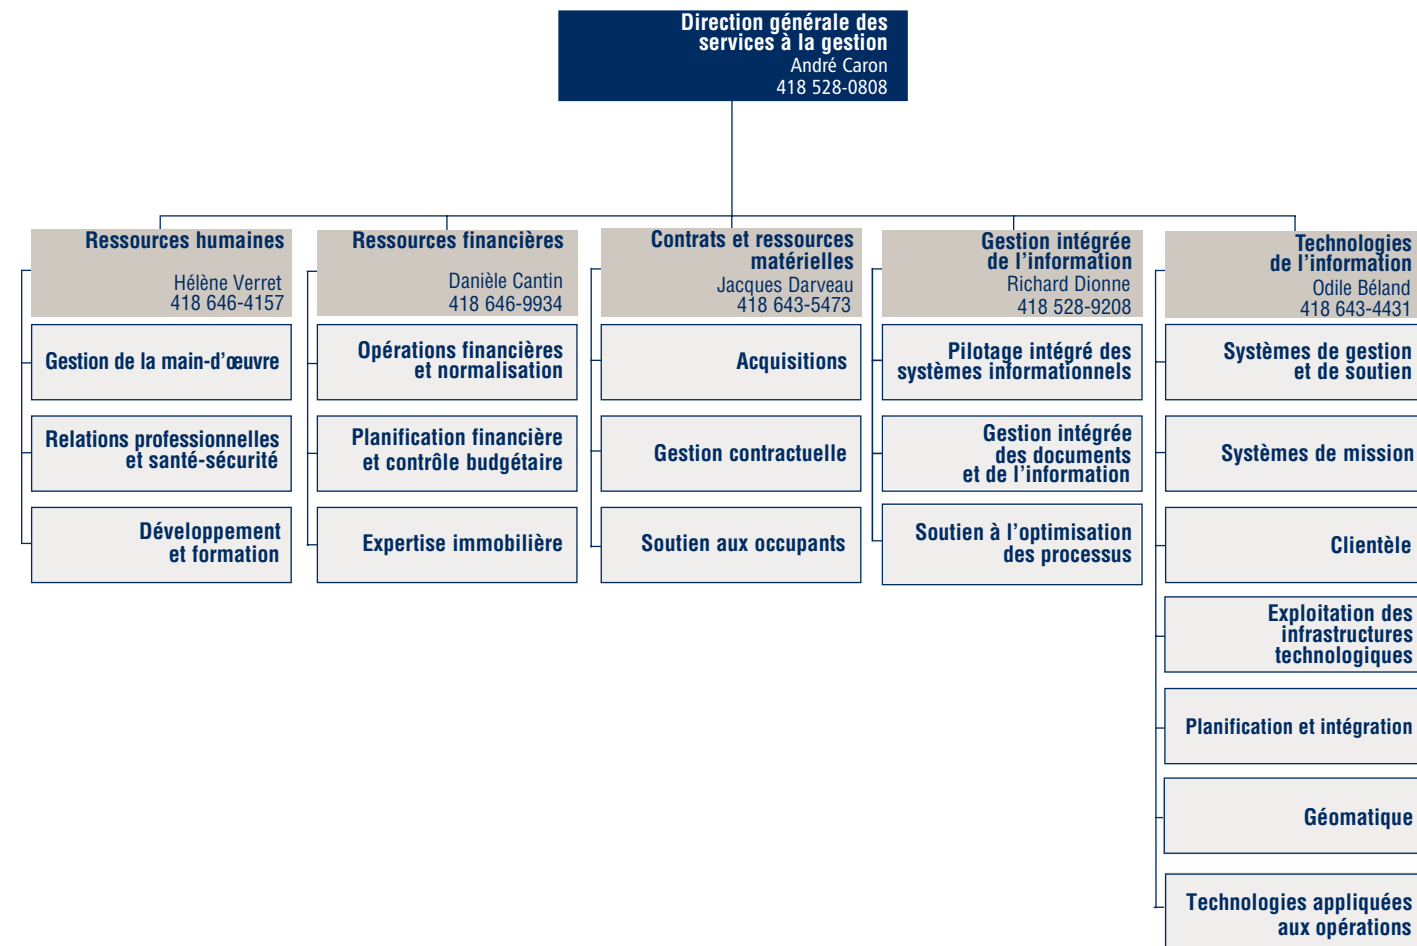 Direction générale des
services à la gestion
André Caron
418 528-0808
Ressources humaines
Hélène Verret
418 646-4157
Gestion de la main-d'œuvre
Relations professionnelles
et santé-sécurité
Développement
et formation
Ressources financières
Danièle Cantin
418 646-9934
Opérations financières
et normalisation
Planification financière
et contrôle budgétaire
Expertise immobilière
Contrats et ressources
matérielles
Jacques Darveau
418 643-5473
Acquisitions
Gestion contractuelle
Soutien aux occupants
Gestion intégrée
de l'information
Richard Dionne
418 528-9208
Pilotage intégré des
systèmes informationnels
Gestion intégrée
des documents
et de l'information
Soutien à l'optimisation
des processus
Technologies
de l'information
Odile Béland
418 643-4431
Systèmes de gestion
et de soutien
Systèmes de mission
Clientèle
Exploitation des
infrastructures
technologiques
Planification et intégration
Géomatique
Technologies appliquées
aux opérations